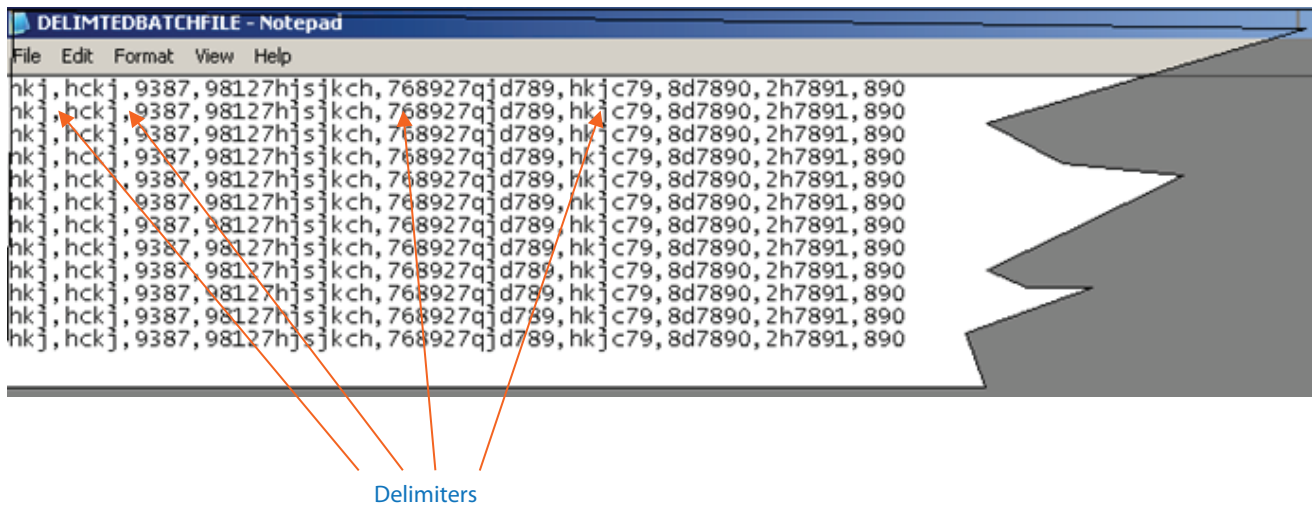 DELIMTEDBATCHFILE - Notepad
File Edit Format View Help
hkj,hckj,9387,98127hjsjkch,768927qjd789,hkjc79,8d7890,2h7891,890
hkj,hckj,9387,98127hjsjkch,768927qjd789,hkjc79,8d7890,2h7891,890
hkj,hckj,9387,98127hjsjkch,768927qjd789,hkjc79,8d7890,2h7891,890
hkj,hckj,9387,98127hjsjkch,768927qjd789,hkjc79,8d7890,2h7891,890
hkj,hckj,9387,98127hjsjkch,768927qjd789,hkjc79,8d7890,2h7891,890
hkj,hckj,9387,98127hjsjkch,768927qjd789,hkjc79,8d7890,2h7891,890
hkj,hckj,9387,98127hjsjkch,768927qjd789,hkjc79,8d7890,2h7891,890
hkj,hckj,9387,98127hjsjkch,768927qjd789,hkjc79,8d7890,2h7891,890
hkj,hckj,9387,98127hjsjkch,768927qjd789,hkjc79,8d7890,2h7891,890
hkj,hckj,9387,98127hjsjkch,768927qjd789,hkjc79,8d7890,2h7891,890
hkj,hckj,9387,98127hjsjkch,768927qjd789,hkjc79,8d7890,2h7891,890
hkj,hckj,9387,98127hjsjkch,768927qjd789,hkjc79,8d7890,2h7891,890
Delimiters